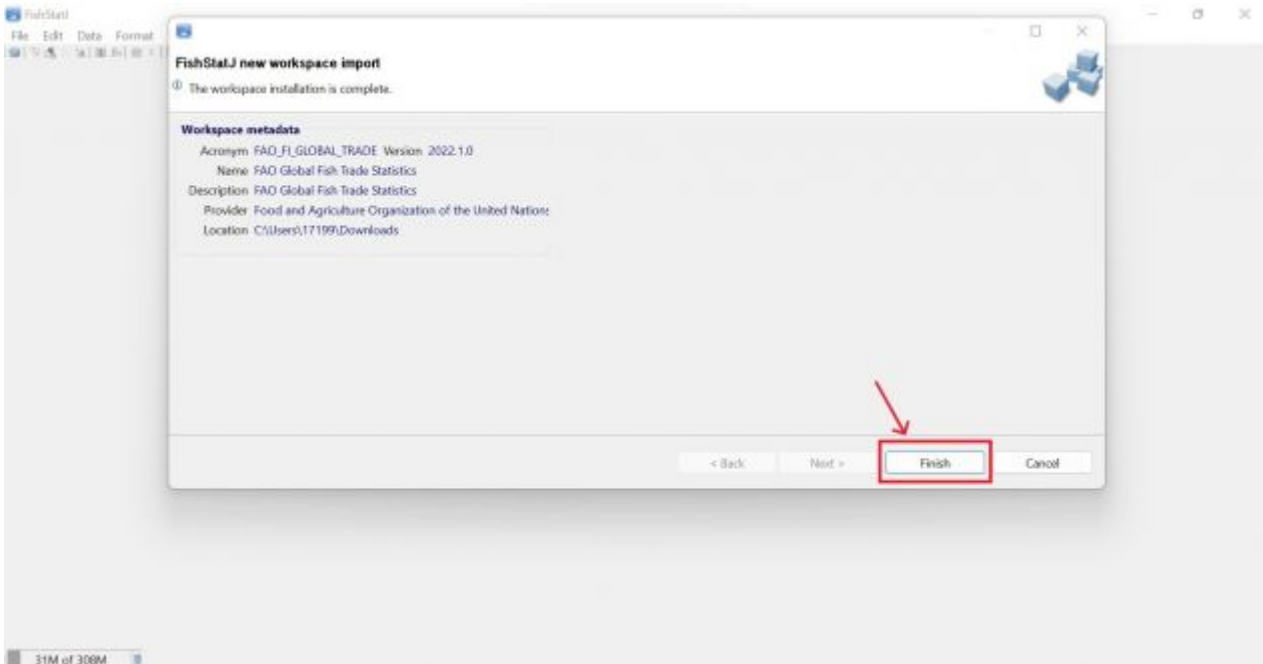 FishStatJ
File Edit Data Format
FishStatJ new workspace import
The workspace installation is complete.
Workspace metadata
Acronym FAO_FI_GLOBAL_TRADE Version 2022.1.0
Name FAO Global Fish Trade Statistics
Description FAO Global Fish Trade Statistics
Provider Food and Agriculture Organization of the United Nations
Location C:\Users\17199\Downloads
< Back Next > Finish Cancel
31M of 308M